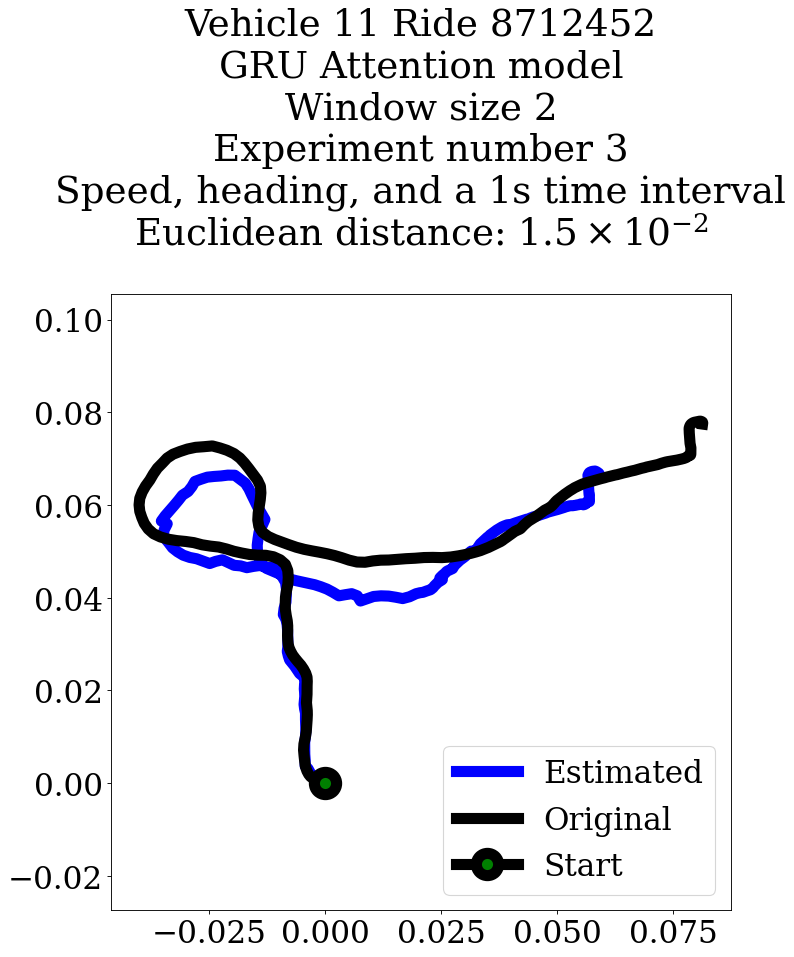 Vehicle 11 Ride 8712452
GRU Attention model
Window size 2
Experiment number 3
Speed, heading, and a 1s time interval
Euclidean distance: 1.5 × 10⁻²
0.10
0.08
0.06
0.04
0.02
0.00
−0.02
Estimated
Original
Start
−0.025 0.000 0.025 0.050 0.075